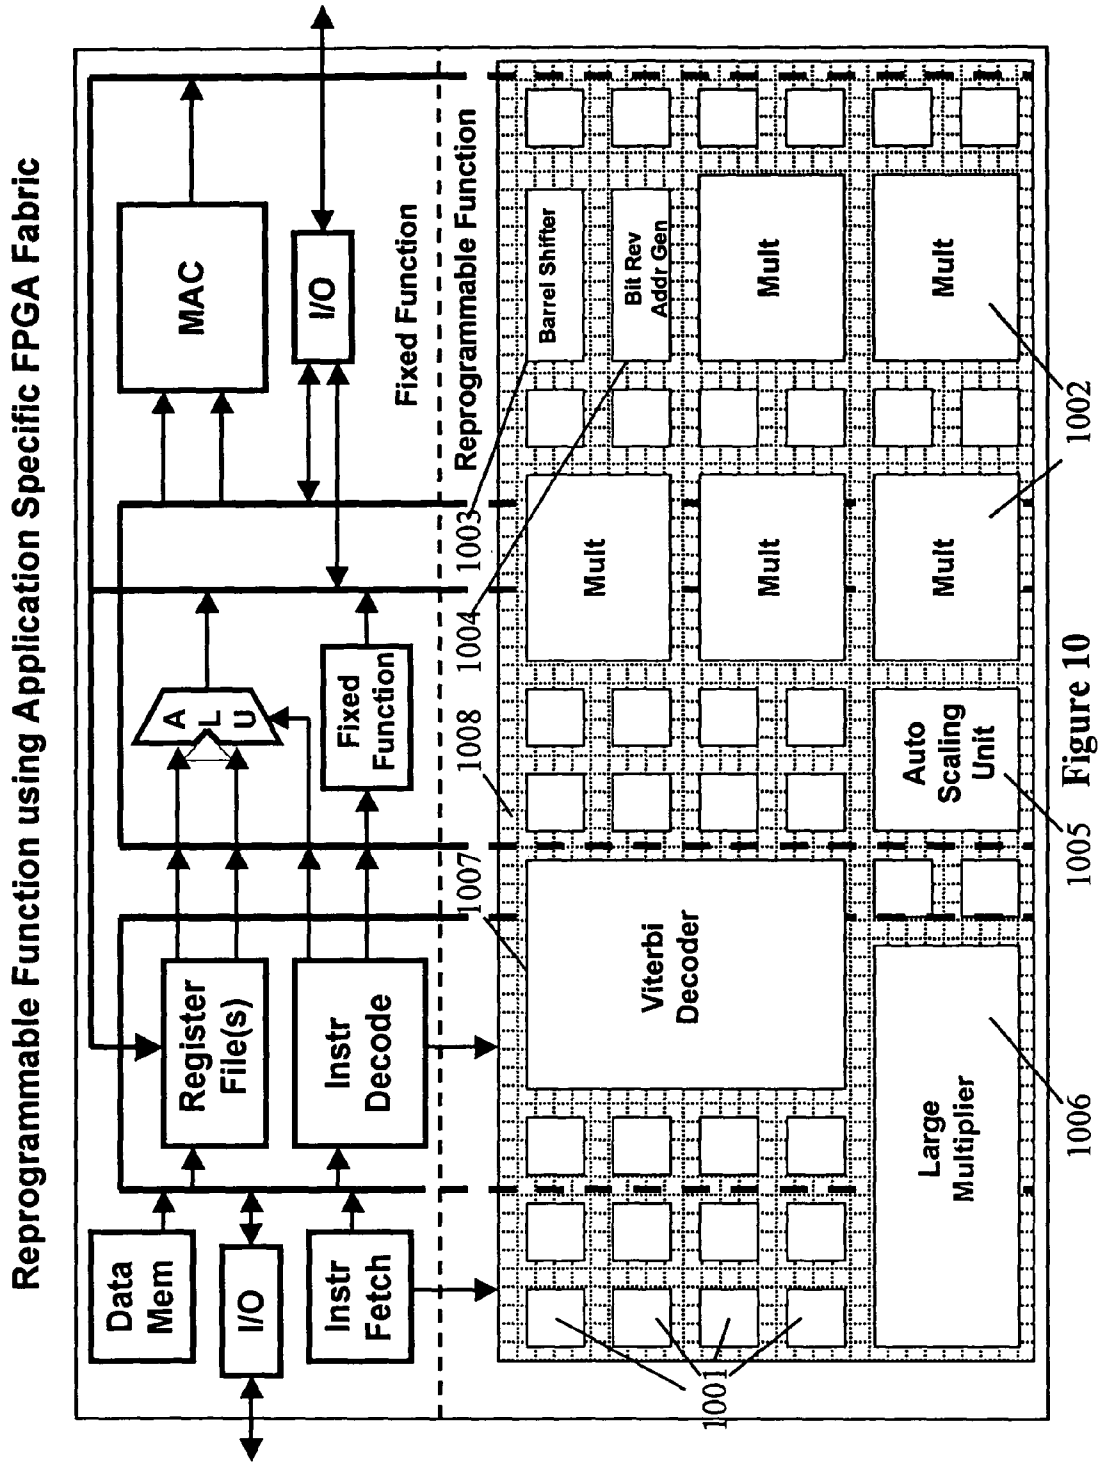 Reprogrammable Function using Application Specific FPGA Fabric
Data
Mem
I/O
Instr
Fetch
Register
File(s)
Instr
Decode
A
L
U
Fixed
Function
MAC
I/O
Fixed Function
Reprogrammable Function
1007
1008
1004
1003
Viterbi
Decoder
Mult
Barrel Shifter
Bit Rev
Addr Gen
Mult
Mult
Large
Multiplier
Auto
Scaling
Unit
Mult
Mult
1001
1006
1005
1002
Figure 10